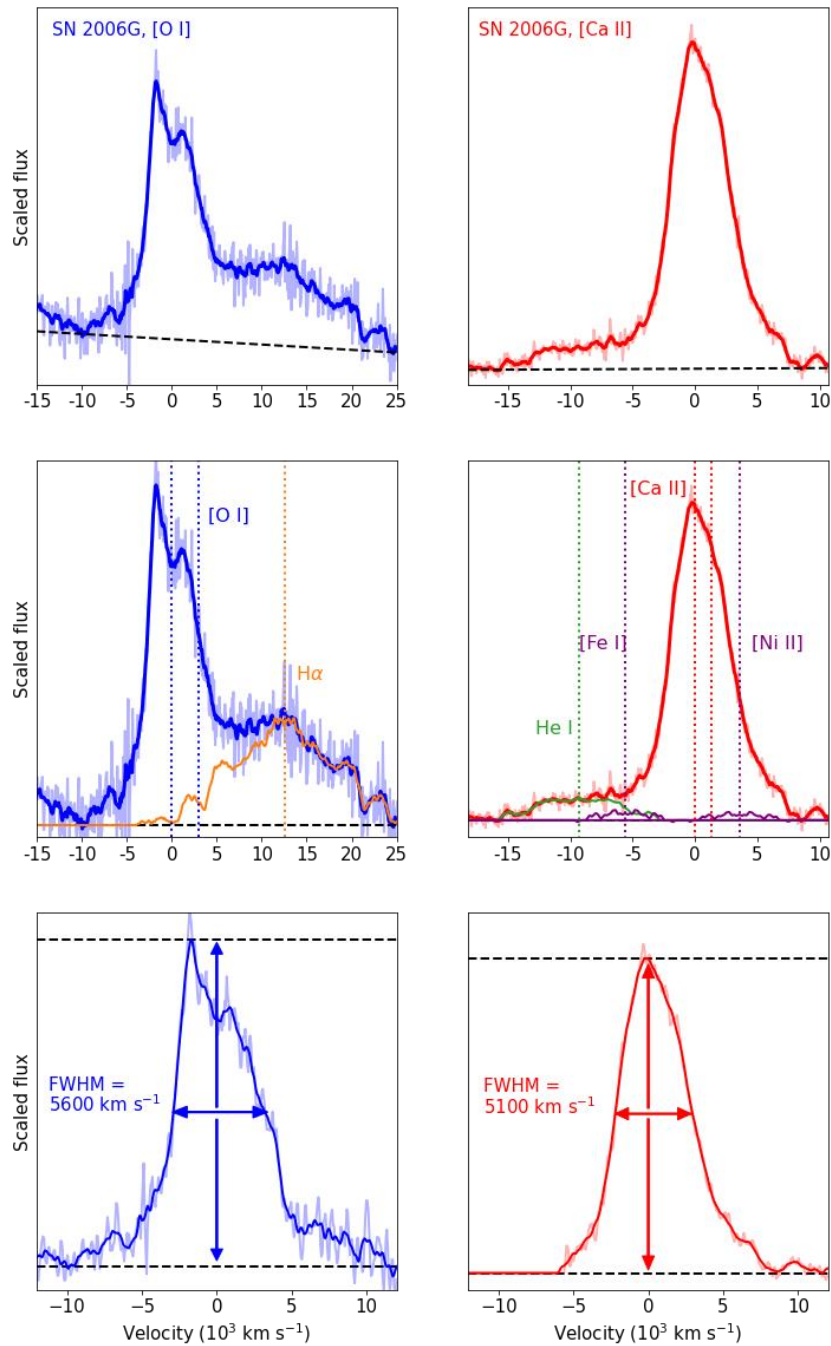 SN 2006G, [O I]
Scaled flux
-15 -10 -5 0 5 10 15 20 25
SN 2006G, [Ca II]
-15 -10 -5 0 5 10
[O I]
Hα
Scaled flux
-15 -10 -5 0 5 10 15 20 25
[Ca II]
[Fe I]
[Ni II]
He I
-15 -10 -5 0 5 10
FWHM =
5600 km s⁻¹
Scaled flux
−10 −5 0 5 10
Velocity (10³ km s⁻¹)
FWHM =
5100 km s⁻¹
−10 −5 0 5 10
Velocity (10³ km s⁻¹)